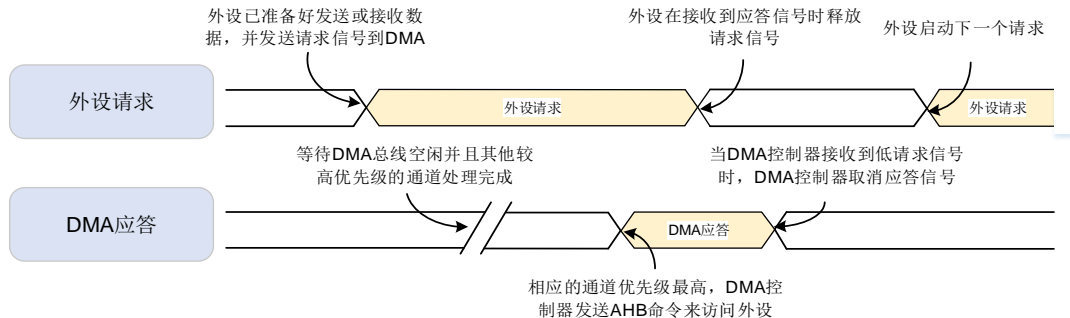 外设已准备好发送或接收数
据，并发送请求信号到DMA
外设在接收到应答信号时释放
请求信号
外设启动下一个请求
外设请求
外设请求
外设请求
等待DMA总线空闲并且其他较
高优先级的通道处理完成
当DMA控制器接收到低请求信号
时，DMA控制器取消应答信号
DMA应答
DMA应答
相应的通道优先级最高，DMA控
制器发送AHB命令来访问外设